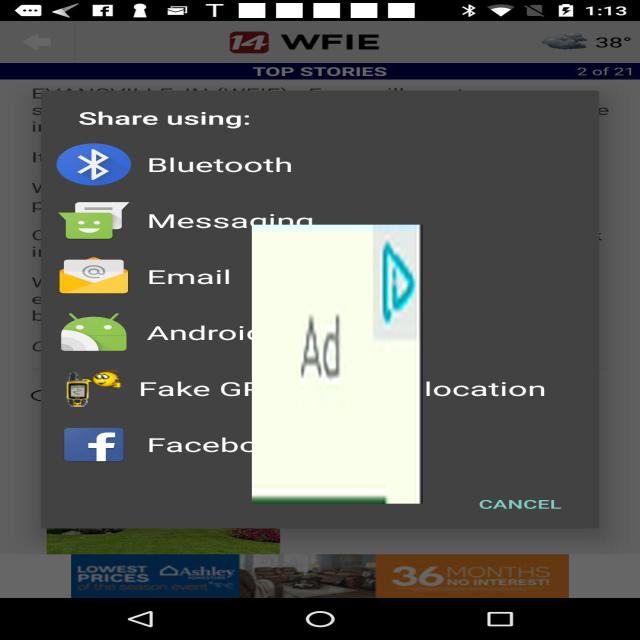 1:13
14 WFIE
38°
TOP STORIES
2 of 21
EVANSVILLE, IN (WFIE)
Share using:
Bluetooth
Messaging
Email
Android
Fake GP location
Facebo
Ad
CANCEL
LOWEST
PRICES
of the season event
Ashley
36 MONTHS
NO INTEREST!